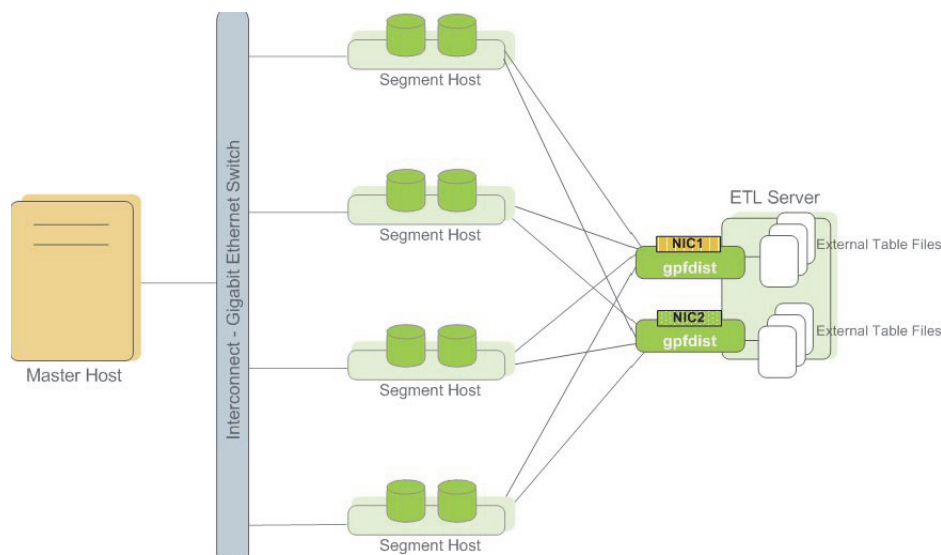 Segment Host
Segment Host
Segment Host
Segment Host
Master Host
Interconnect - Gigabit Ethernet Switch
ETL Server
NIC1
gpfdist
External Table Files
NIC2
gpfdist
External Table Files